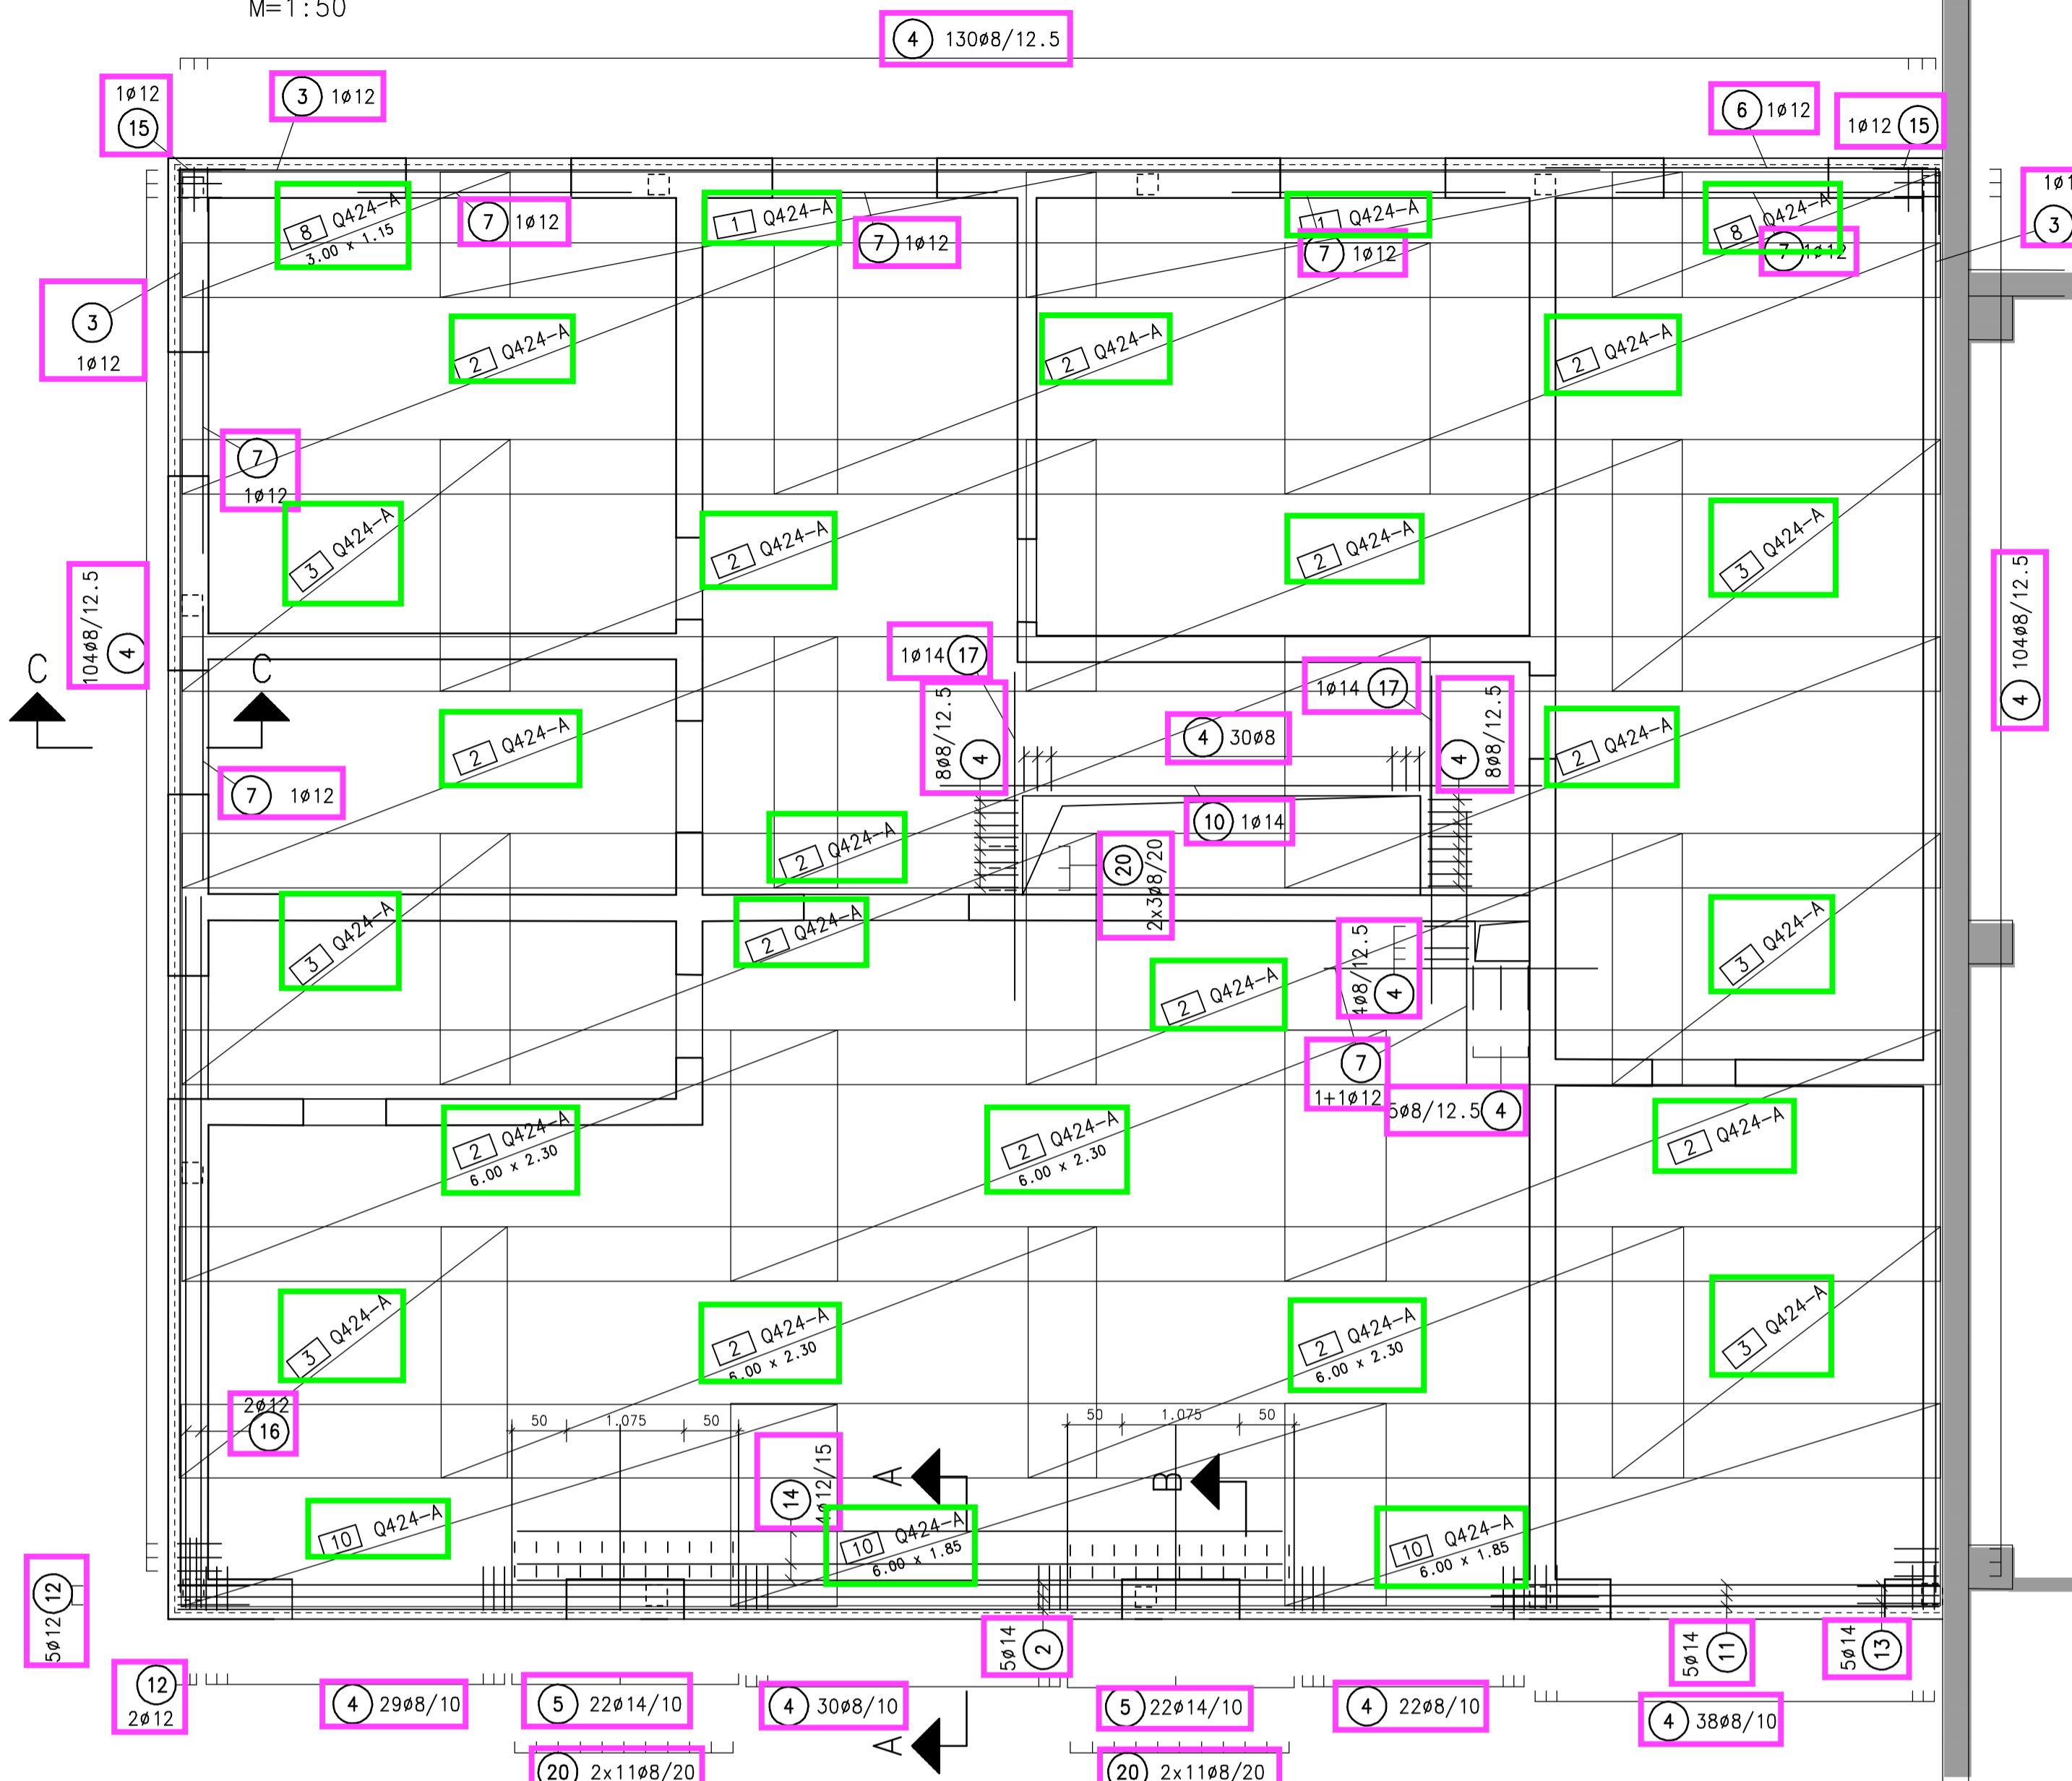 M=1:50
4 130ø8/12.5
1ø12
15
3 1ø12
6 1ø12
1ø12 15
8 Q424-A
3.00 x 1.15
7 1ø12
1 Q424-A
7 1ø12
1 Q424-A
7 1ø12
8 Q424-A
7 1ø12
3
3
1ø12
2 Q424-A
2 Q424-A
2 Q424-A
7
1ø12
3 Q424-A
2 Q424-A
2 Q424-A
3 Q424-A
104ø8/12.5
4
4 104ø8/12.5
C
C
1ø14 17
1ø14 17
8ø8/12.5
4
4 30ø8
4
8ø8/12.5
2 Q424-A
2 Q424-A
7 1ø12
10 1ø14
2 Q424-A
20
2x3ø8/20
3 Q424-A
2 Q424-A
2 Q424-A
4ø8/12.5
4
3 Q424-A
7
1+1ø12
5ø8/12.5 4
2 Q424-A
6.00 x 2.30
2 Q424-A
6.00 x 2.30
2 Q424-A
3 Q424-A
2 Q424-A
6.00 x 2.30
2 Q424-A
6.00 x 2.30
3 Q424-A
2ø12
16
50 1.075 50
50 1.075 50
14
4ø12/15
A
B
10 Q424-A
10 Q424-A
6.00 x 1.85
10 Q424-A
6.00 x 1.85
5ø12
12
5ø14
2
5ø14
11
5ø14
13
12
2ø12
4 29ø8/10
5 22ø14/10
4 30ø8/10
5 22ø14/10
4 22ø8/10
4 38ø8/10
A
20 2x11ø8/20
20 2x11ø8/20